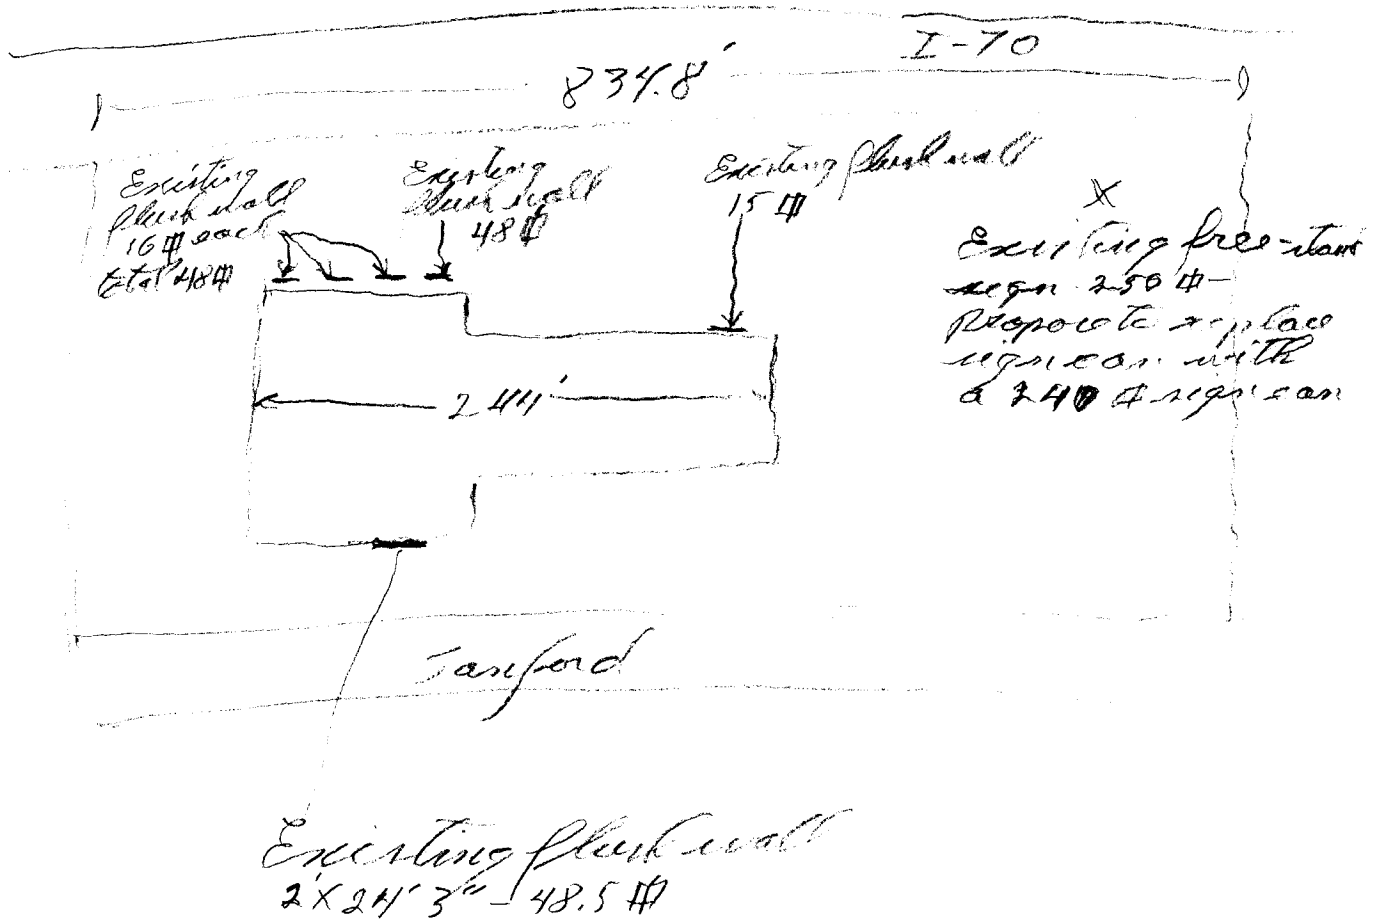 I-70
834.8'
Existing
flush wall
16 ⏍ each
total 48 ⏍
Existing
flush wall
48 ⏍
Existing flush wall
15 ⏍
X
Existing free-stand
sign 250 ⏍ -
Propose to replace
sign can with
a 240 ⏍ sign can
244'
Sanford
Existing flush wall
2' X 24' 3" - 48.5 ⏍